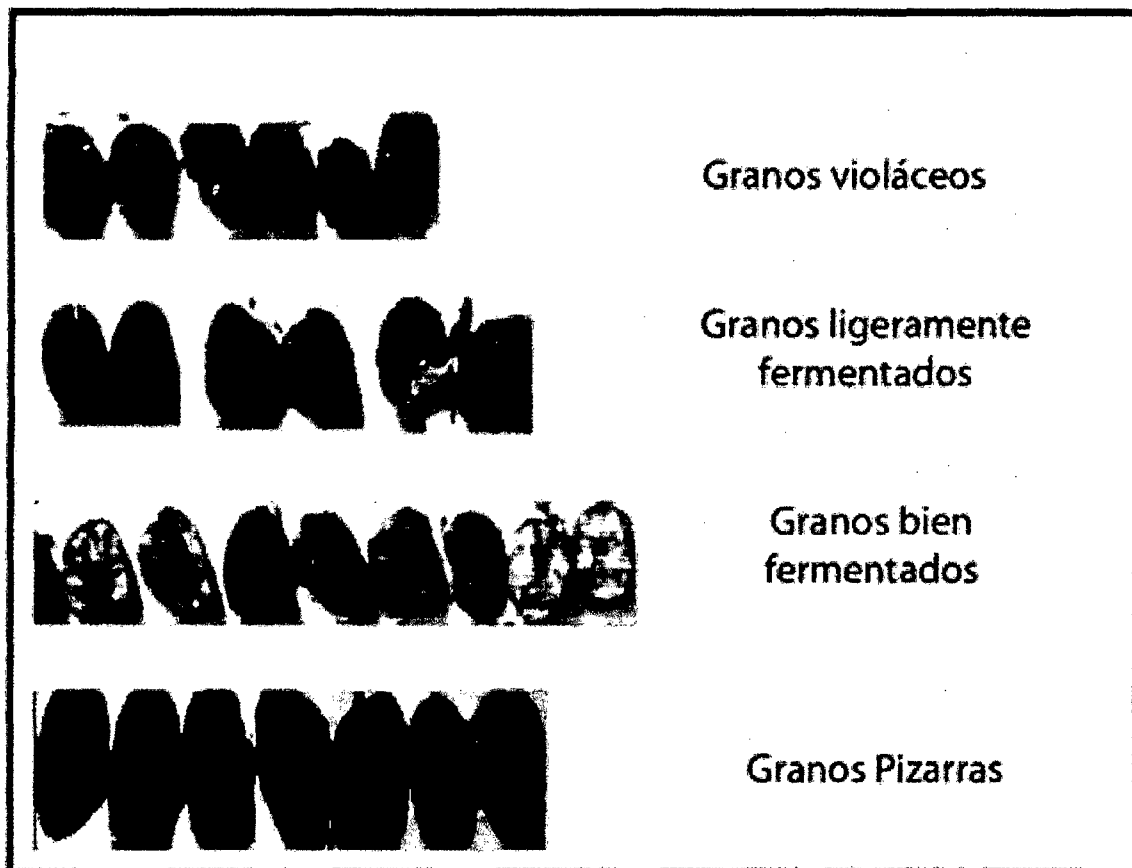 Granos violáceos
Granos ligeramente
fermentados
Granos bien
fermentados
Granos Pizarras